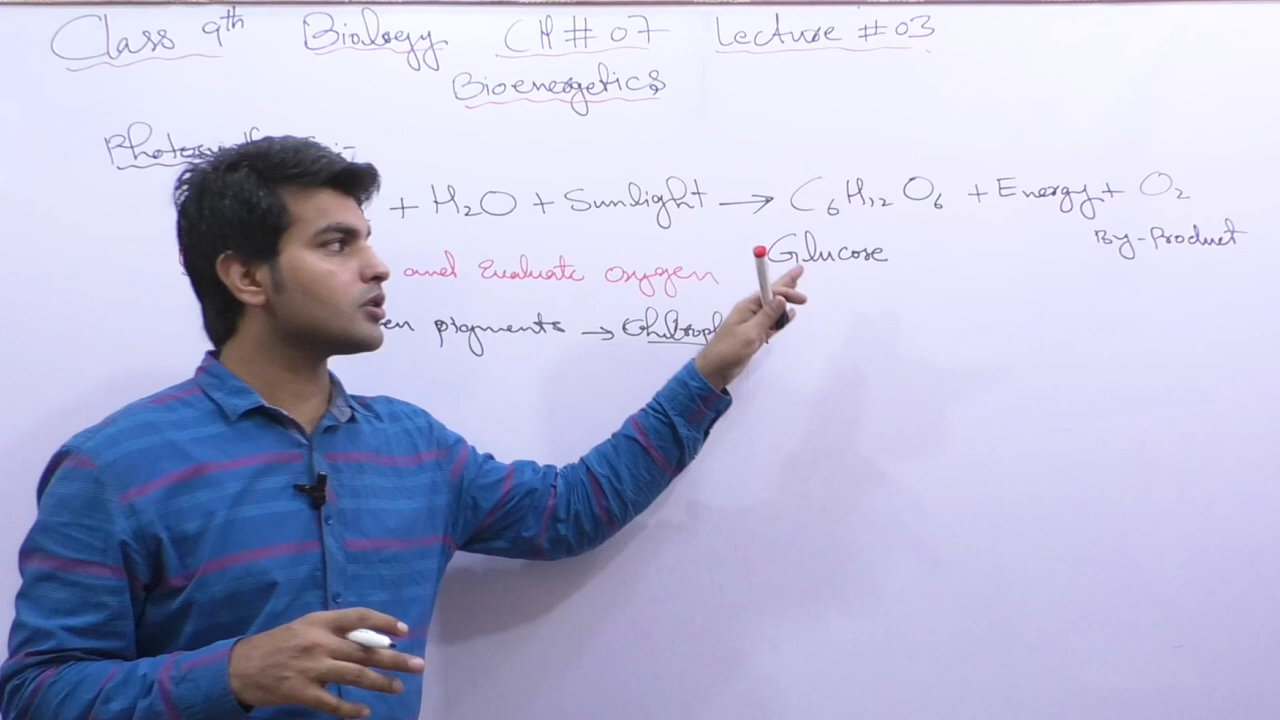 Class 9th Biology CH # 07 Lecture # 03
Bioenergetics
+ H2O + Sunlight → C6H12O6 + Energy + O2
Glucose By-Product
and Evaluate oxygen
pigments →